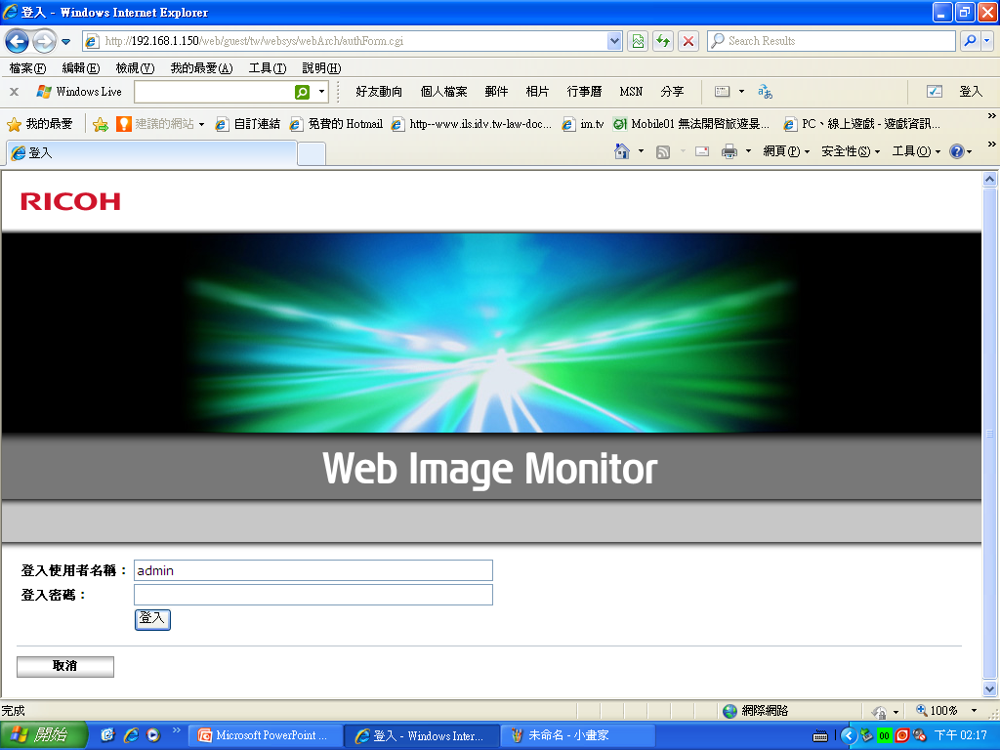 登入 - Windows Internet Explorer
http://192.168.1.150/web/guest/tw/websys/webArch/authForm.cgi
Search Results
檔案(F) 編輯(E) 檢視(V) 我的最愛(A) 工具(T) 說明(H)
Windows Live 好友動向 個人檔案 郵件 相片 行事曆 MSN 分享 登入
我的最愛 建議的網站 自訂連結 免費的 Hotmail http--www.ils.idv.tw-law-doc... im.tv Mobile01 無法開啓旅遊景... PC、線上遊戲 - 遊戲資訊...
登入 網頁(P) 安全性(S) 工具(O)
RICOH
Web Image Monitor
登入使用者名稱： admin
登入密碼：
登入
取消
完成 網際網路 100%
開始 Microsoft PowerPoint ... 登入 - Windows Inter... 未命名 - 小畫家 00 下午 02:17